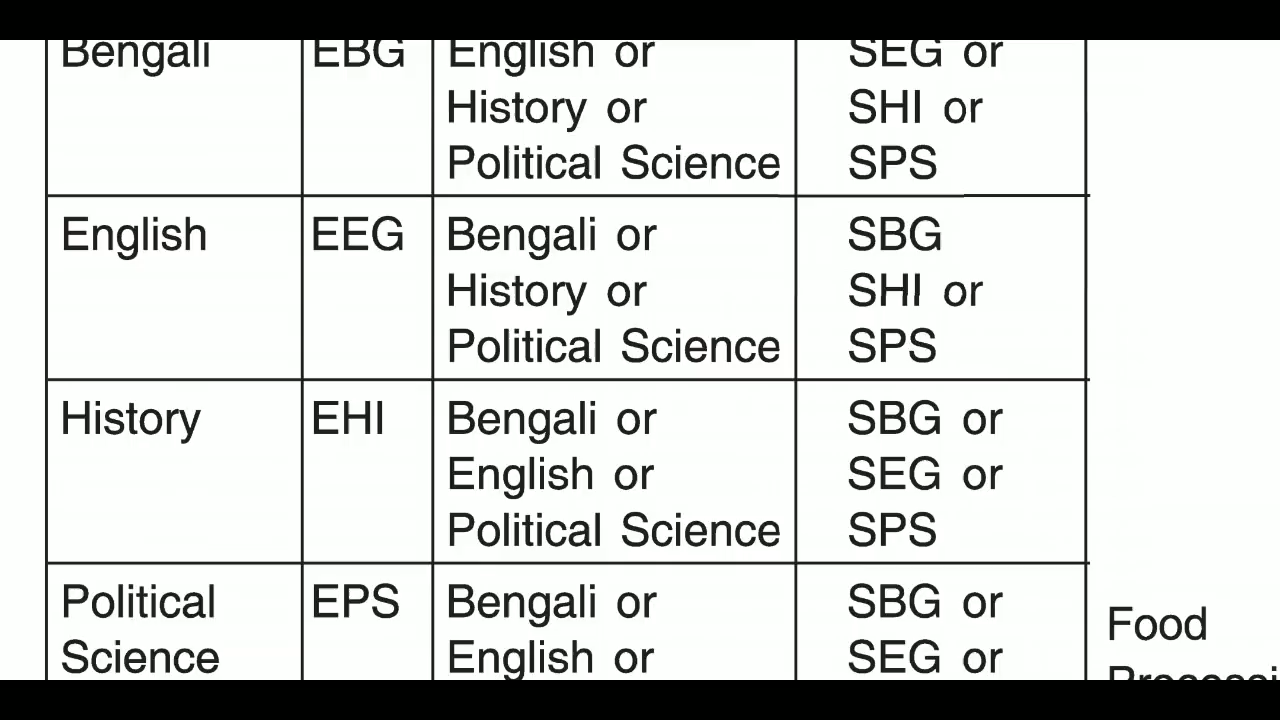 Bengali EBG English or SEG or
History or SHI or
Political Science SPS
English EEG Bengali or SBG
History or SHI or
Political Science SPS
History EHI Bengali or SBG or
English or SEG or
Political Science SPS
Political EPS Bengali or SBG or
Science English or SEG or
Food